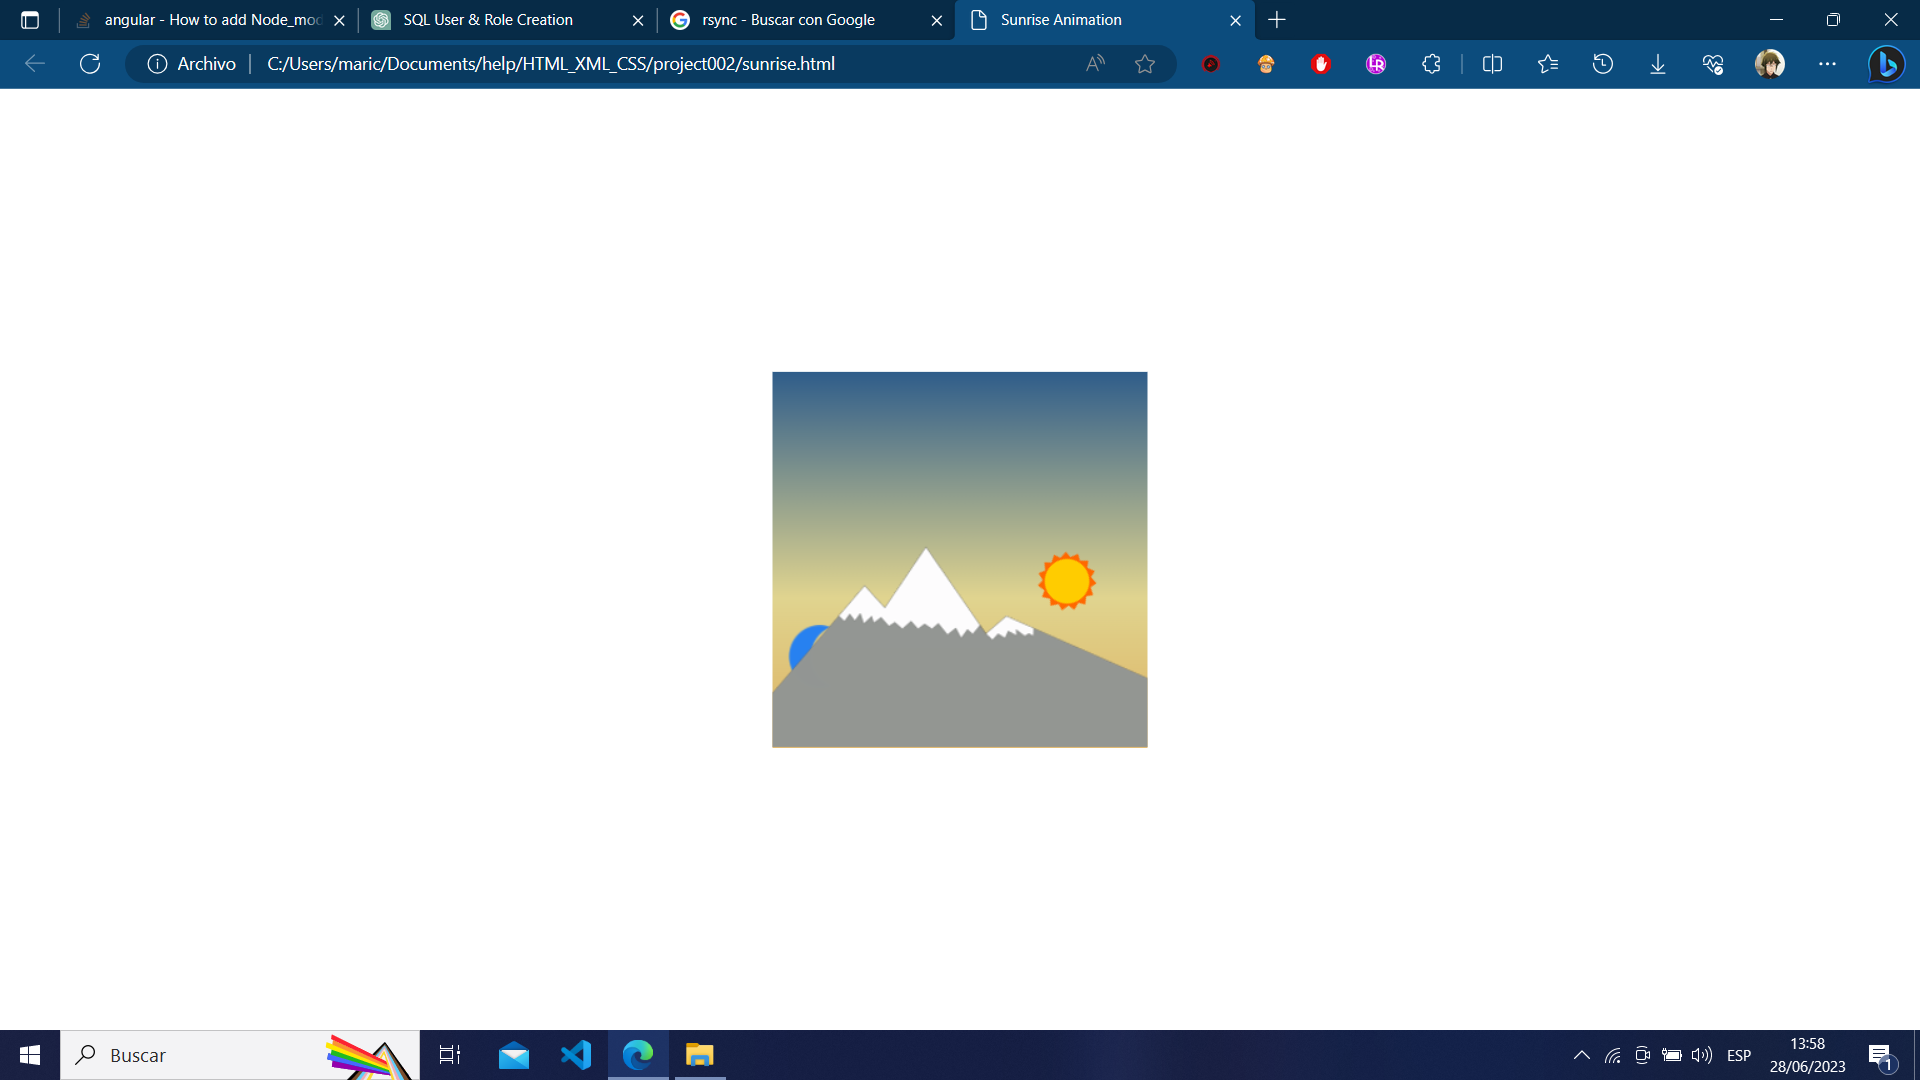 angular - How to add Node_mod
SQL User & Role Creation
rsync - Buscar con Google
Sunrise Animation
Archivo
C:/Users/maric/Documents/help/HTML_XML_CSS/project002/sunrise.html
Buscar
ESP
13:58
28/06/2023
1